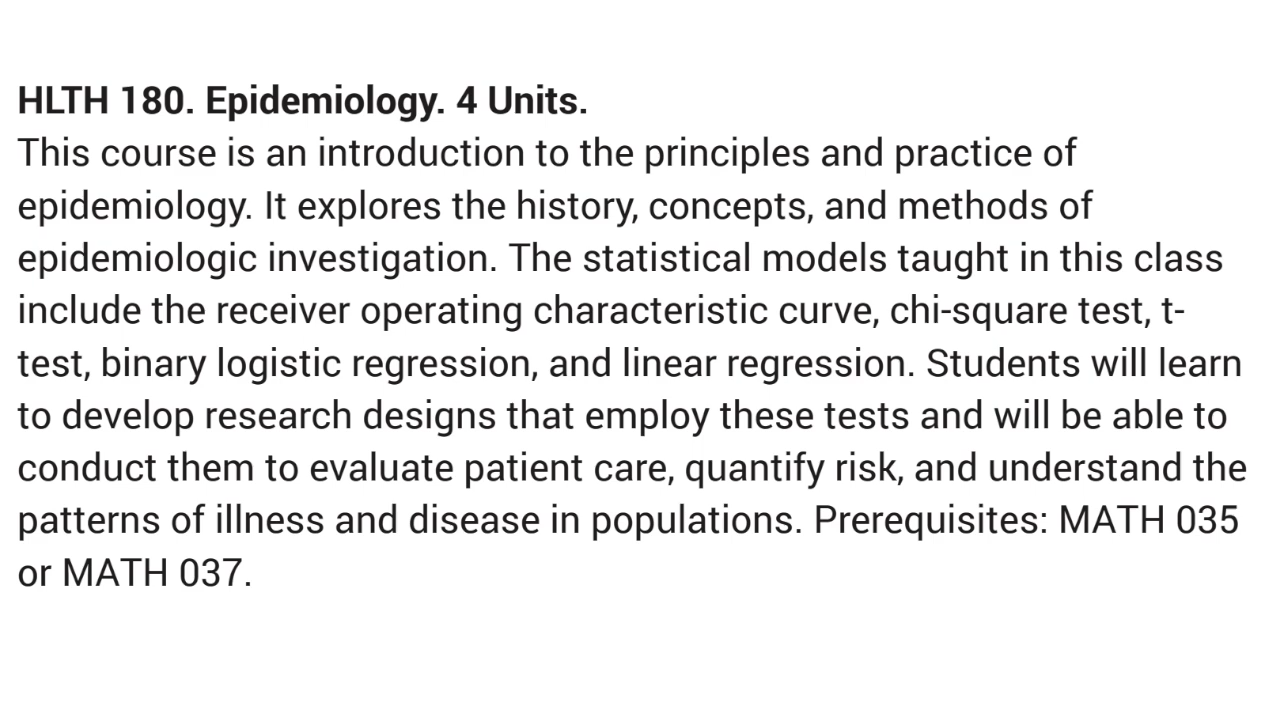 HLTH 180. Epidemiology. 4 Units.
This course is an introduction to the principles and practice of
epidemiology. It explores the history, concepts, and methods of
epidemiologic investigation. The statistical models taught in this class
include the receiver operating characteristic curve, chi-square test, t-
test, binary logistic regression, and linear regression. Students will learn
to develop research designs that employ these tests and will be able to
conduct them to evaluate patient care, quantify risk, and understand the
patterns of illness and disease in populations. Prerequisites: MATH 035
or MATH 037.